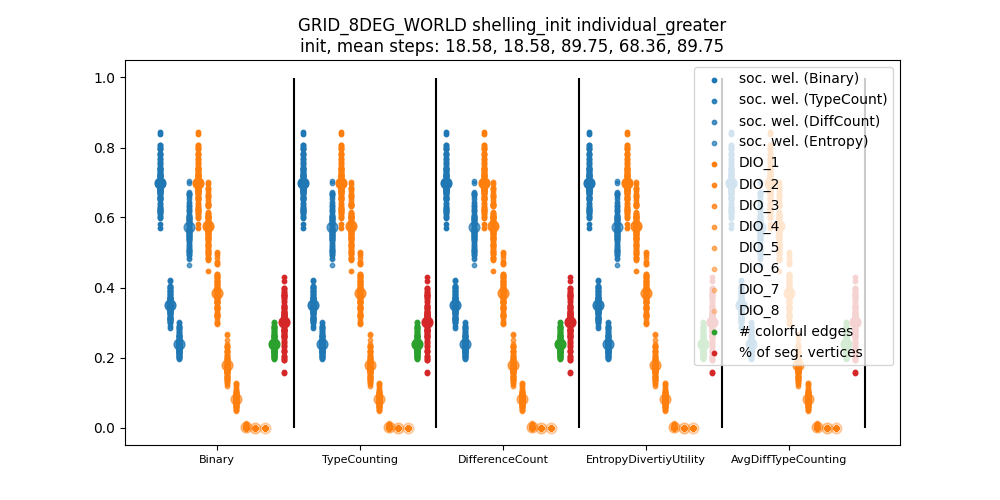 GRID_8DEG_WORLD shelling_init individual_greater
init, mean steps: 18.58, 18.58, 89.75, 68.36, 89.75
1.0
0.8
0.6
0.4
0.2
0.0
soc. wel. (Binary)
soc. wel. (TypeCount)
soc. wel. (DiffCount)
soc. wel. (Entropy)
DIO_1
DIO_2
DIO_3
DIO_4
DIO_5
DIO_6
DIO_7
DIO_8
# colorful edges
% of seg. vertices
Binary
TypeCounting
DifferenceCount
EntropyDivertiyUtility
AvgDiffTypeCounting